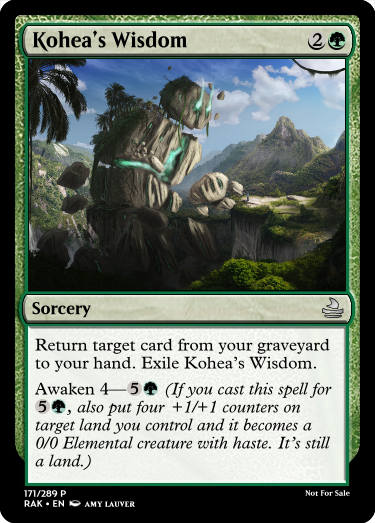 Kohea's Wisdom 2
Sorcery
Return target card from your graveyard
to your hand. Exile Kohea's Wisdom.
Awaken 4—5 (If you cast this spell for
5, also put four +1/+1 counters on
target land you control and it becomes a
0/0 Elemental creature with haste. It's still
a land.)
171/289 P
Not For Sale
RAK • EN AMY LAUVER